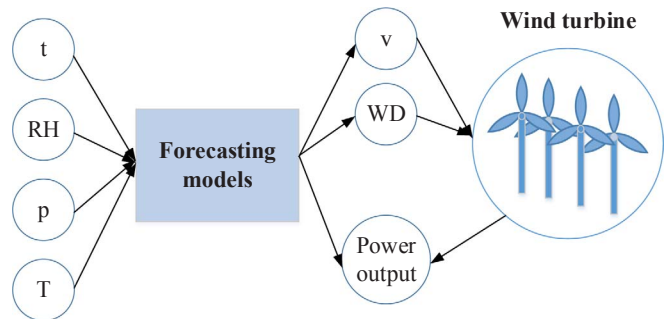 t
RH
p
T
Forecasting
models
v
WD
Power
output
Wind turbine